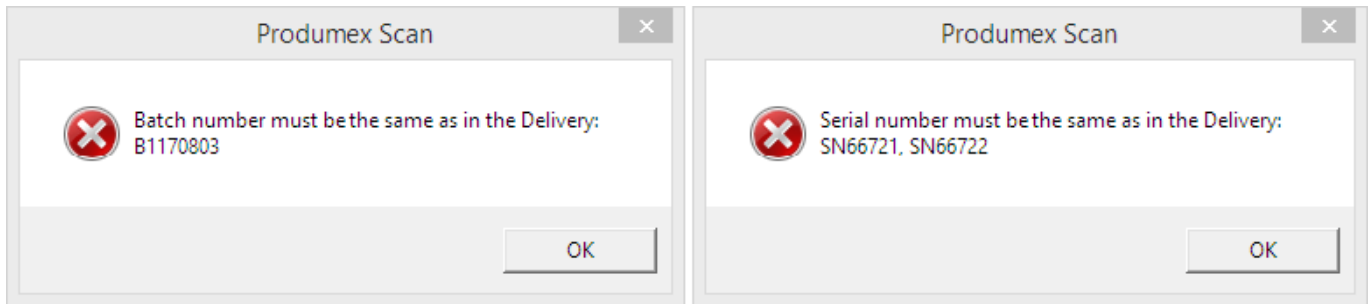 Produmex Scan
Batch number must be the same as in the Delivery:
B1170803
OK
Produmex Scan
Serial number must be the same as in the Delivery:
SN66721, SN66722
OK